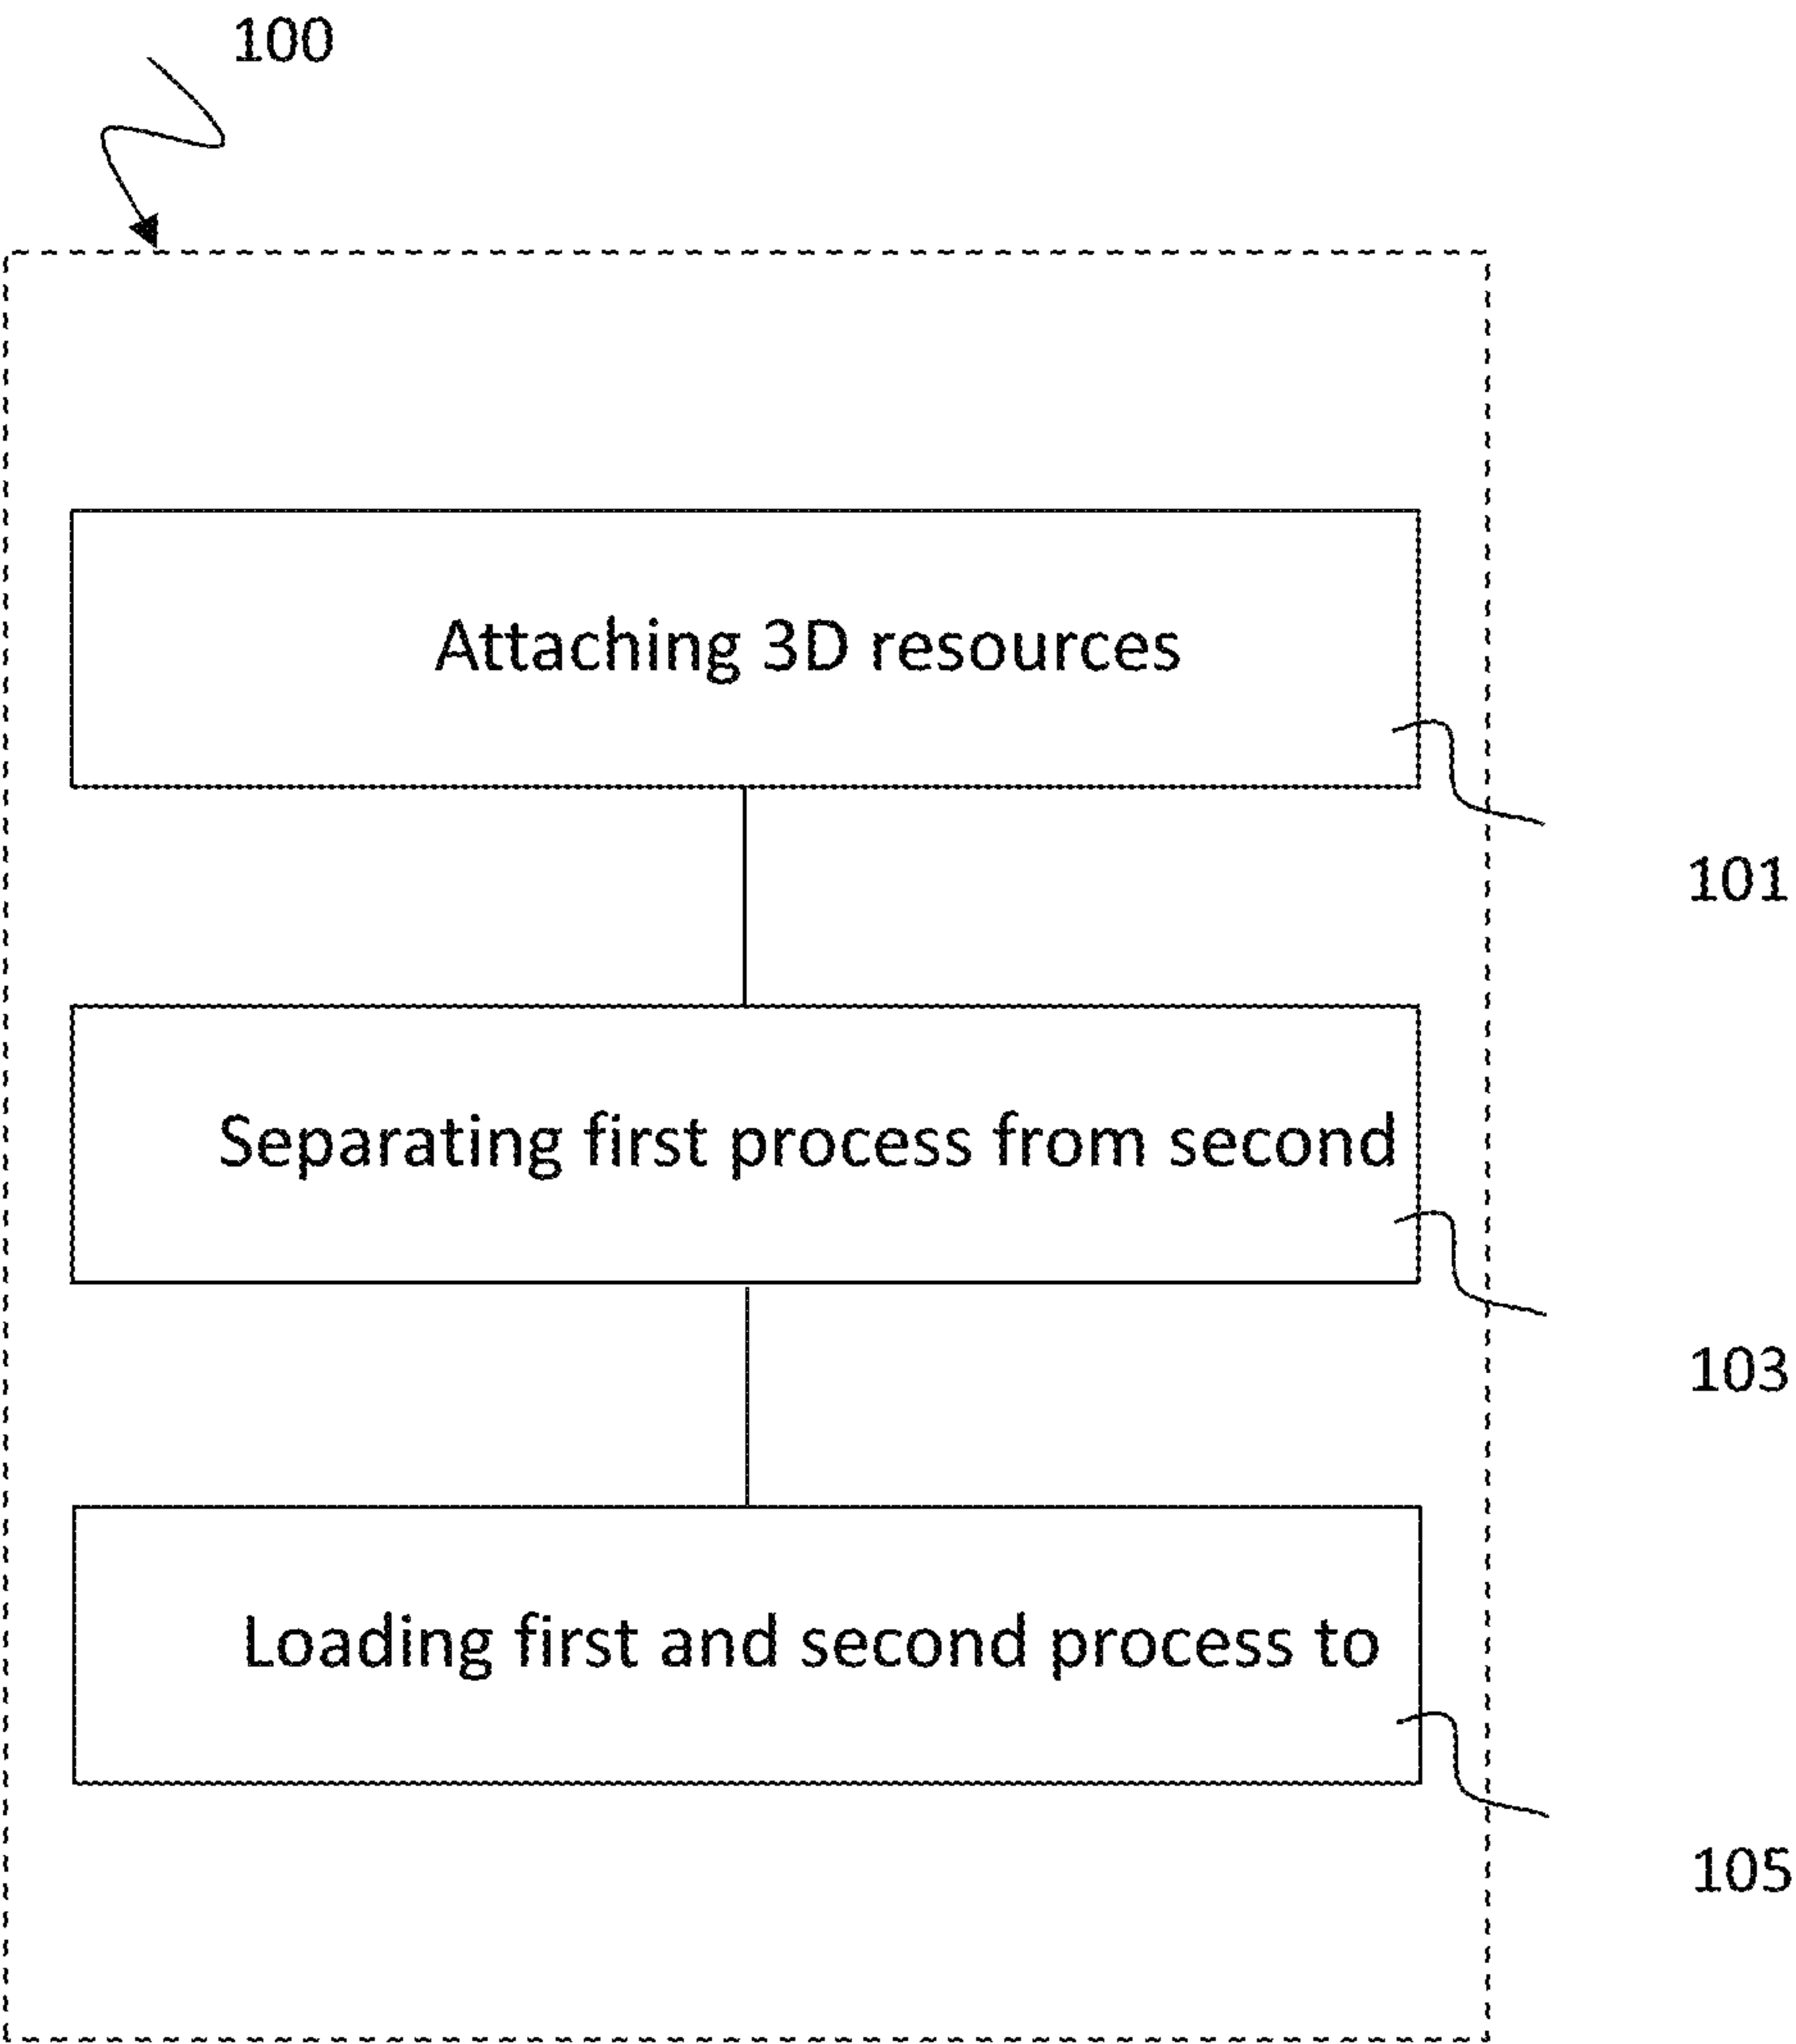 100
Attaching 3D resources
101
Separating first process from second
103
Loading first and second process to
105